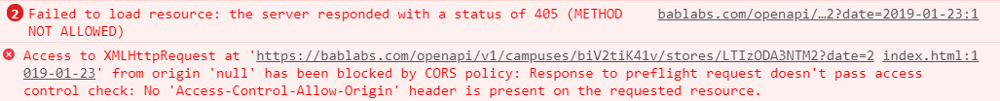 2 Failed to load resource: the server responded with a status of 405 (METHOD bablabs.com/openapi/…2?date=2019-01-23:1
NOT ALLOWED)
Access to XMLHttpRequest at 'https://bablabs.com/openapi/v1/campuses/biV2tiK41v/stores/LTIzODA3NTM2?date=2 index.html:1
019-01-23' from origin 'null' has been blocked by CORS policy: Response to preflight request doesn't pass access
control check: No 'Access-Control-Allow-Origin' header is present on the requested resource.